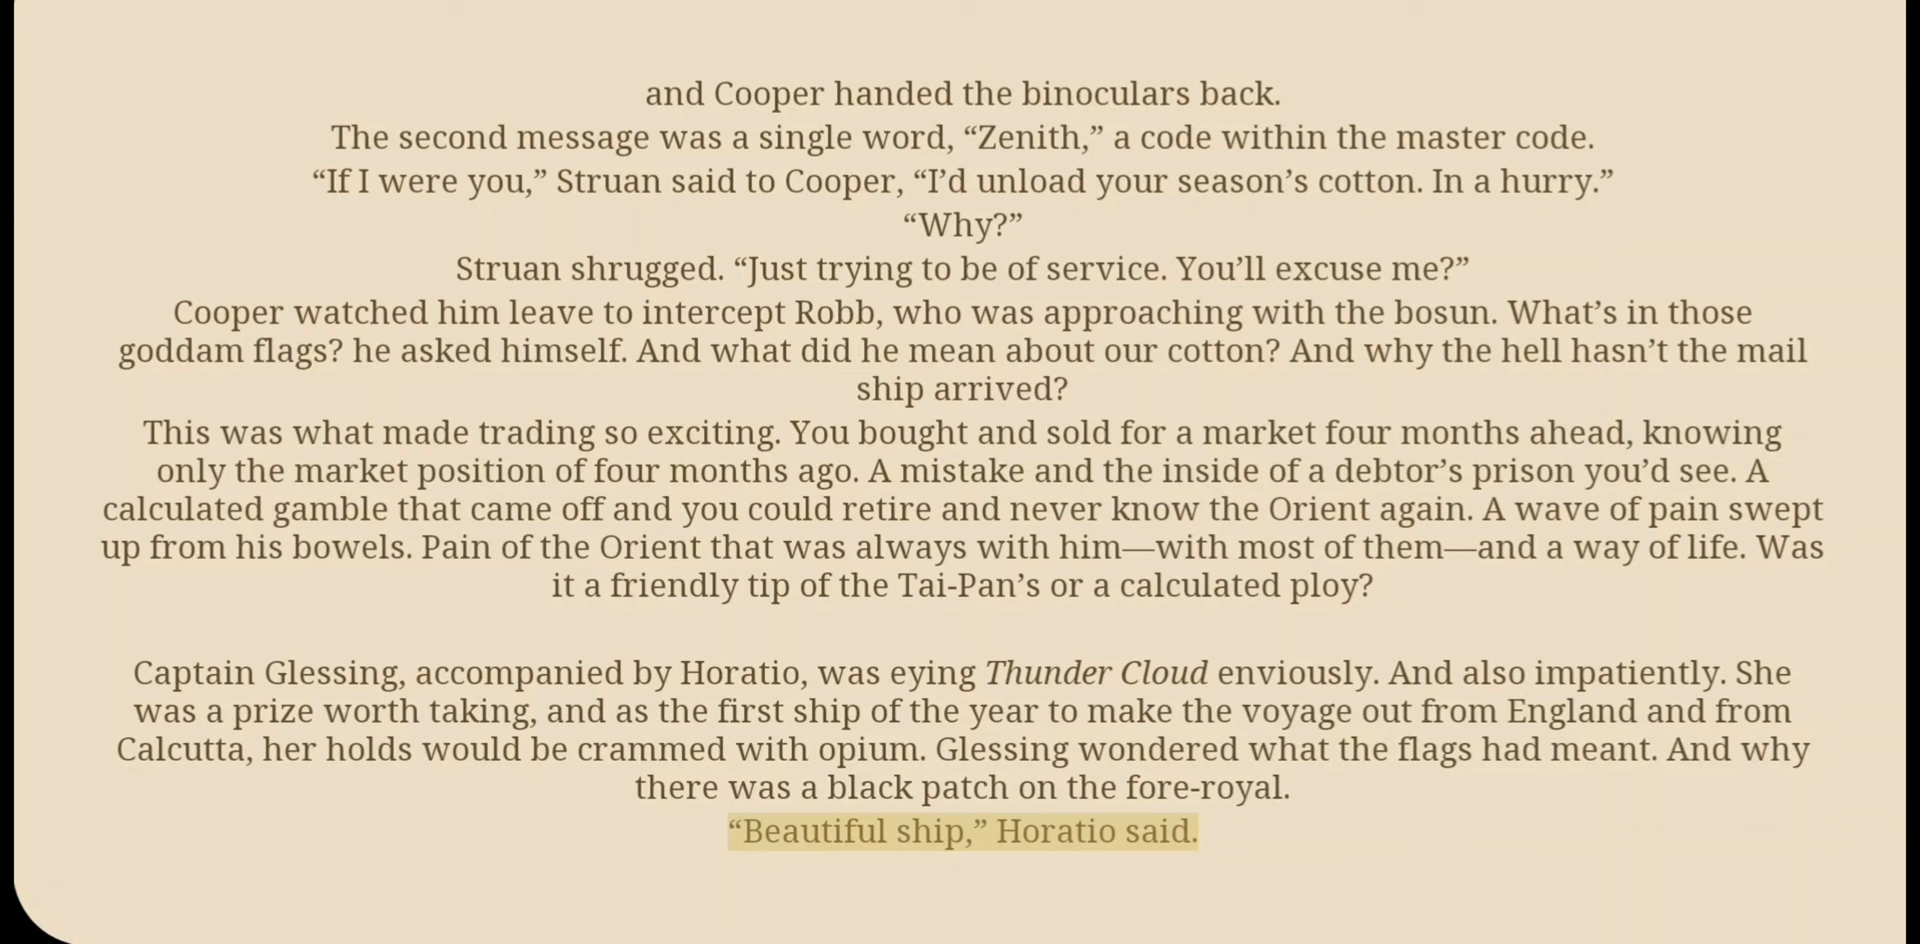 and Cooper handed the binoculars back.
The second message was a single word, “Zenith,” a code within the master code.
“If I were you,” Struan said to Cooper, “I’d unload your season’s cotton. In a hurry.”
“Why?”
Struan shrugged. “Just trying to be of service. You’ll excuse me?”
Cooper watched him leave to intercept Robb, who was approaching with the bosun. What’s in those
goddam flags? he asked himself. And what did he mean about our cotton? And why the hell hasn’t the mail
ship arrived?
This was what made trading so exciting. You bought and sold for a market four months ahead, knowing
only the market position of four months ago. A mistake and the inside of a debtor’s prison you’d see. A
calculated gamble that came off and you could retire and never know the Orient again. A wave of pain swept
up from his bowels. Pain of the Orient that was always with him—with most of them—and a way of life. Was
it a friendly tip of the Tai-Pan’s or a calculated ploy?
Captain Glessing, accompanied by Horatio, was eying Thunder Cloud enviously. And also impatiently. She
was a prize worth taking, and as the first ship of the year to make the voyage out from England and from
Calcutta, her holds would be crammed with opium. Glessing wondered what the flags had meant. And why
there was a black patch on the fore-royal.
“Beautiful ship,” Horatio said.